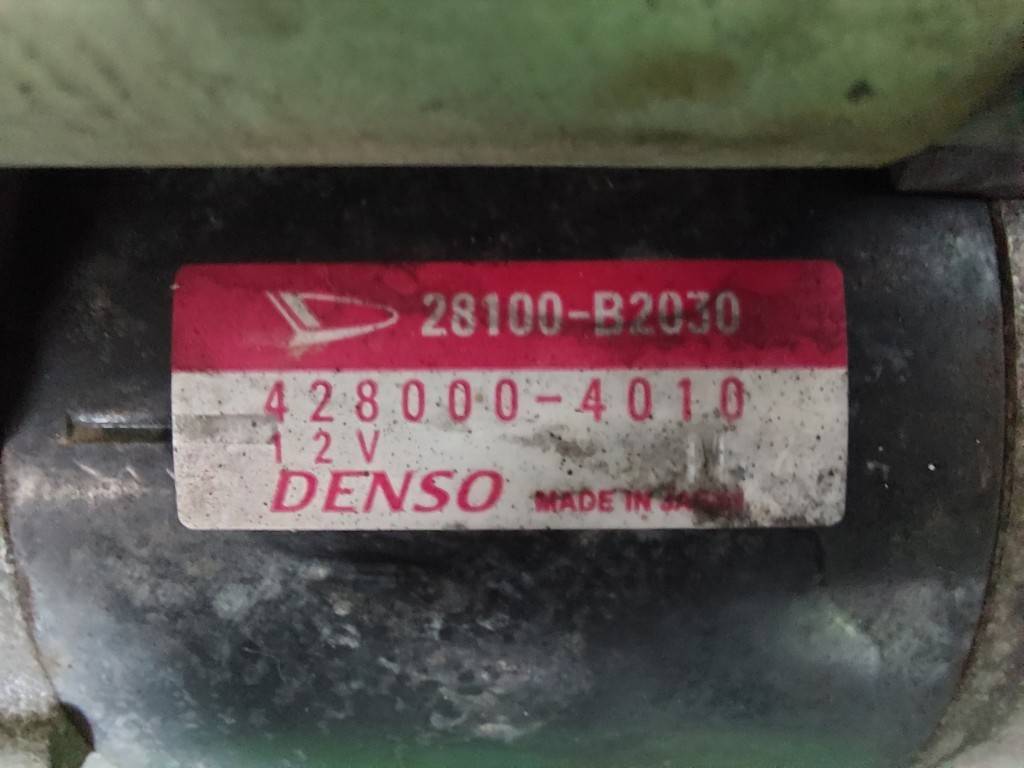 28100-B2030
428000-4010
12V
DENSO
MADE IN JAPAN